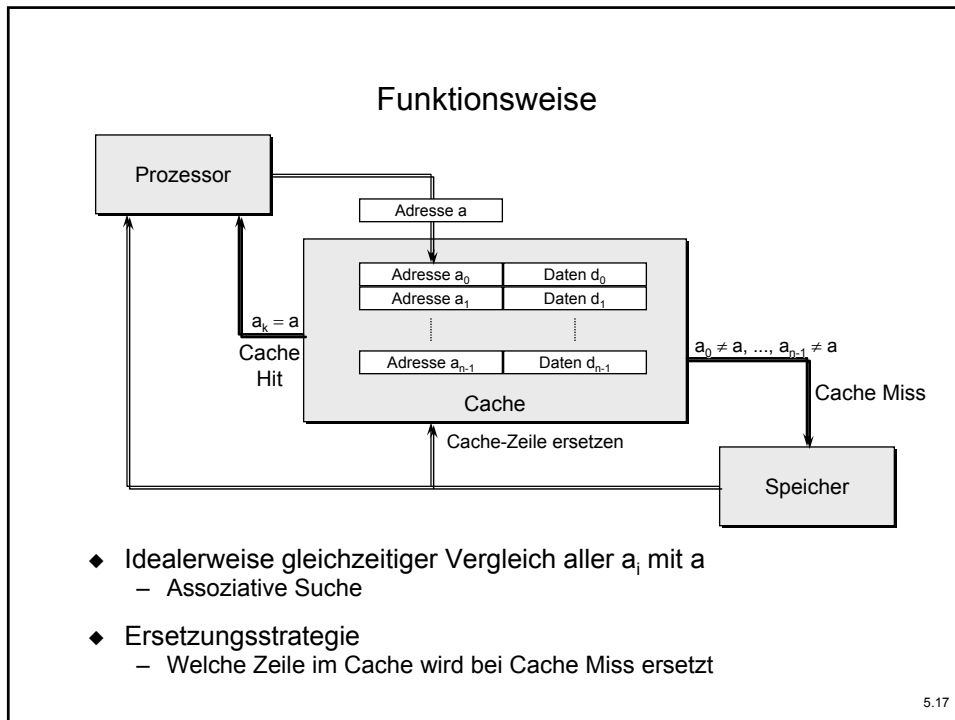 Funktionsweise
Prozessor
Adresse a
Adresse a₀ Daten d₀
Adresse a₁ Daten d₁
Adresse aₙ₋₁ Daten dₙ₋₁
Cache
aₖ = a
Cache
Hit
a₀ ≠ a, ..., aₙ₋₁ ≠ a
Cache Miss
Cache-Zeile ersetzen
Speicher
◆ Idealerweise gleichzeitiger Vergleich aller aᵢ mit a
– Assoziative Suche
◆ Ersetzungsstrategie
– Welche Zeile im Cache wird bei Cache Miss ersetzt
5.17